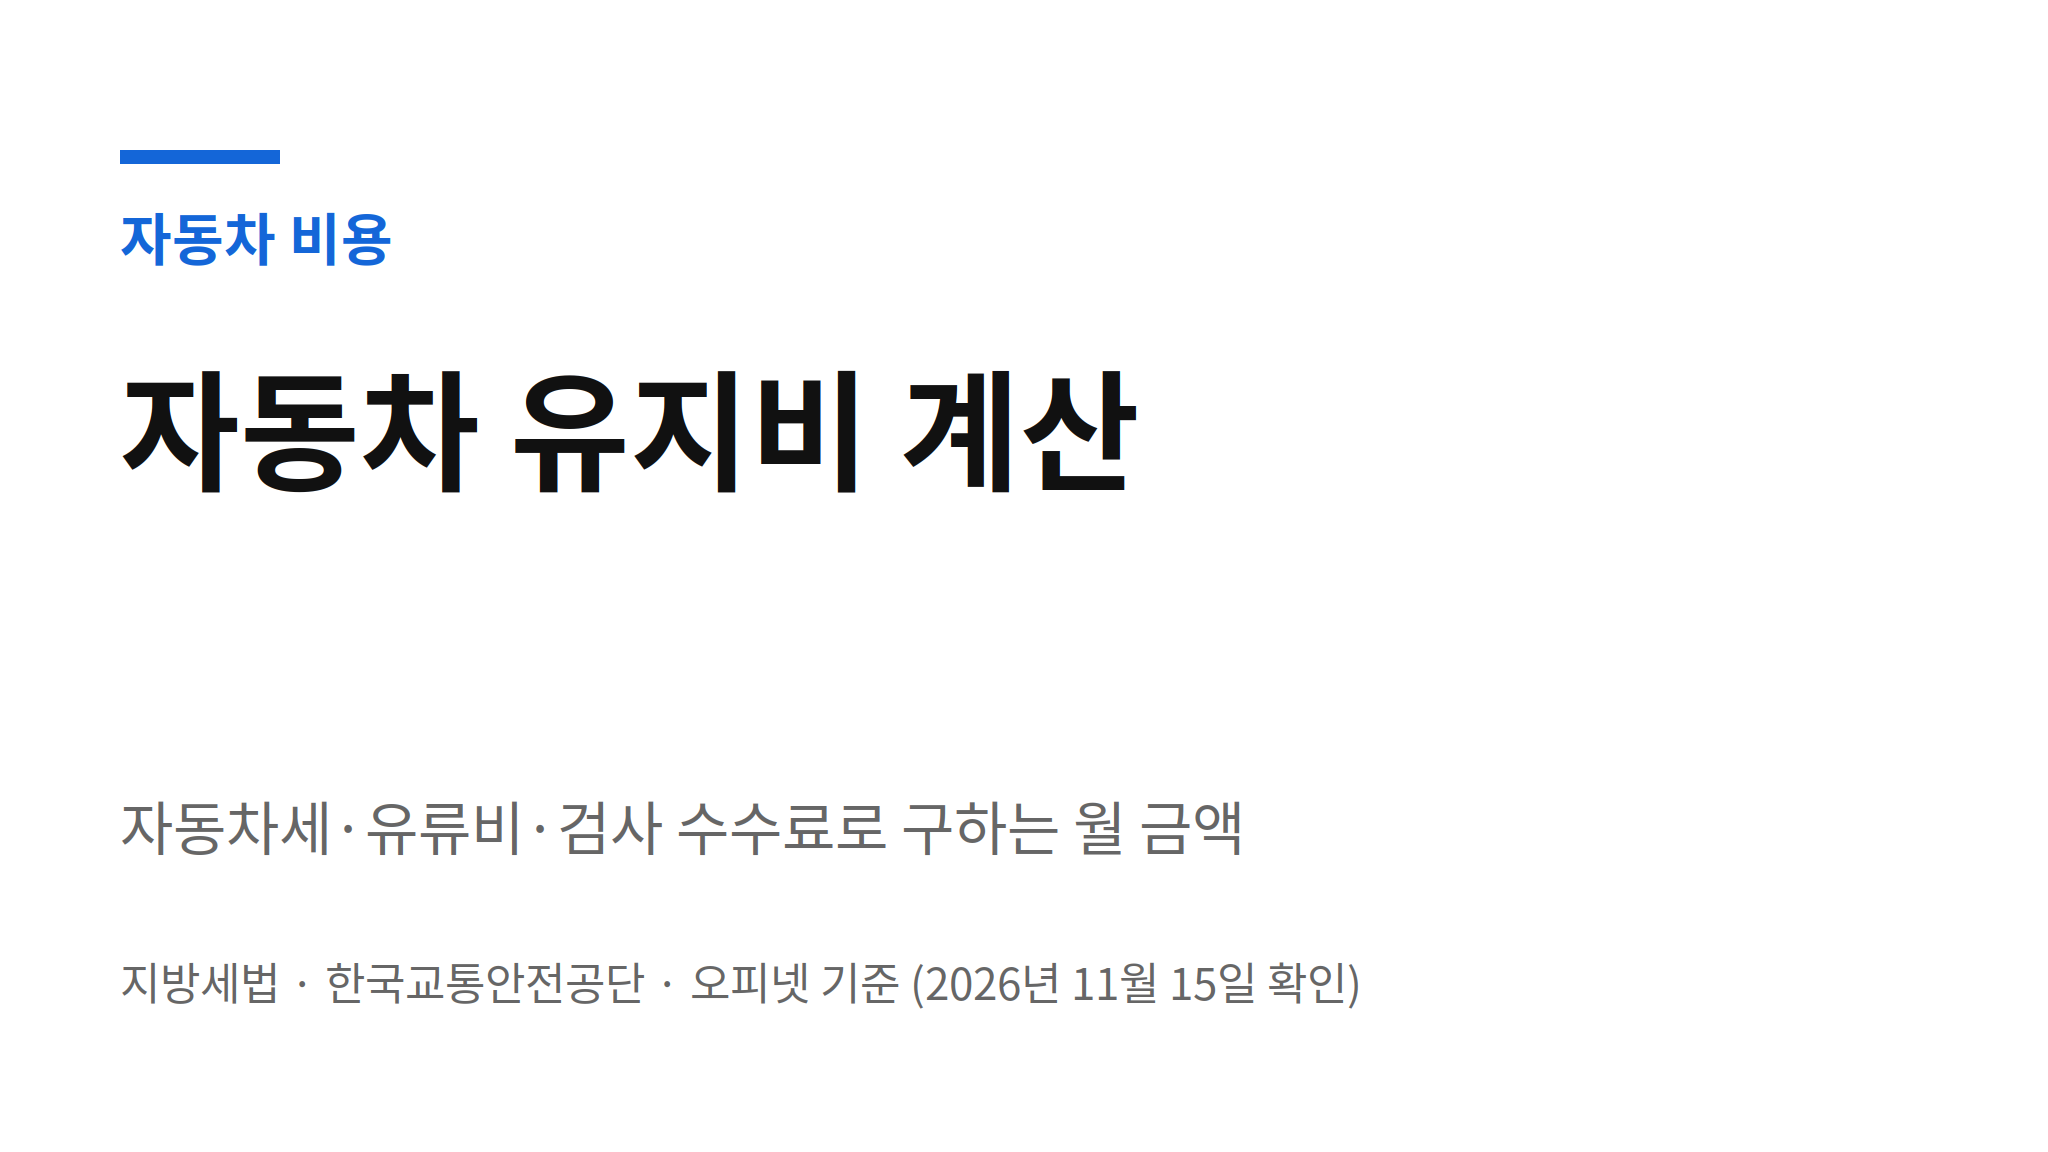 자동차 비용
자동차 유지비 계산
자동차세·유류비·검사 수수료로 구하는 월 금액
지방세법 · 한국교통안전공단 · 오피넷 기준 (2026년 11월 15일 확인)